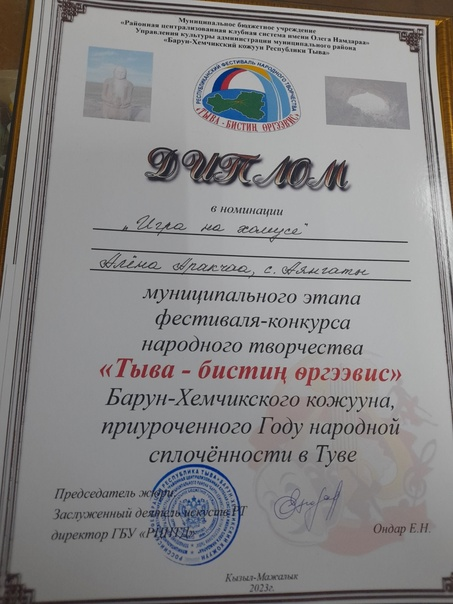 Муниципальное бюджетное учреждение
«Районная централизованная клубная система имени Олега Намдараа»
Управления культуры администрации муниципального района
«Барун-Хемчикский кожуун Республики Тыва»
РЕСПУБЛИКАНСКИЙ ФЕСТИВАЛЬ НАРОДНОГО ТВОРЧЕСТВА
«ТЫВА - БИСТИҢ ӨРГЭЭВИС»
ДИПЛОМ
в номинации
"Игра на хомусе"
Алёна Аракчаа, с. Аянгаты
муниципального этапа
фестиваля-конкурса
народного творчества
«Тыва - бистиң өргээвис»
Барун-Хемчикского кожууна,
приуроченного Году народной
сплочённости в Туве
Председатель жюри
Заслуженный деятель искусств РТ
директор ГБУ «РЦНТД»
Ондар Е.Н.
Кызыл-Мажалык
2023г.